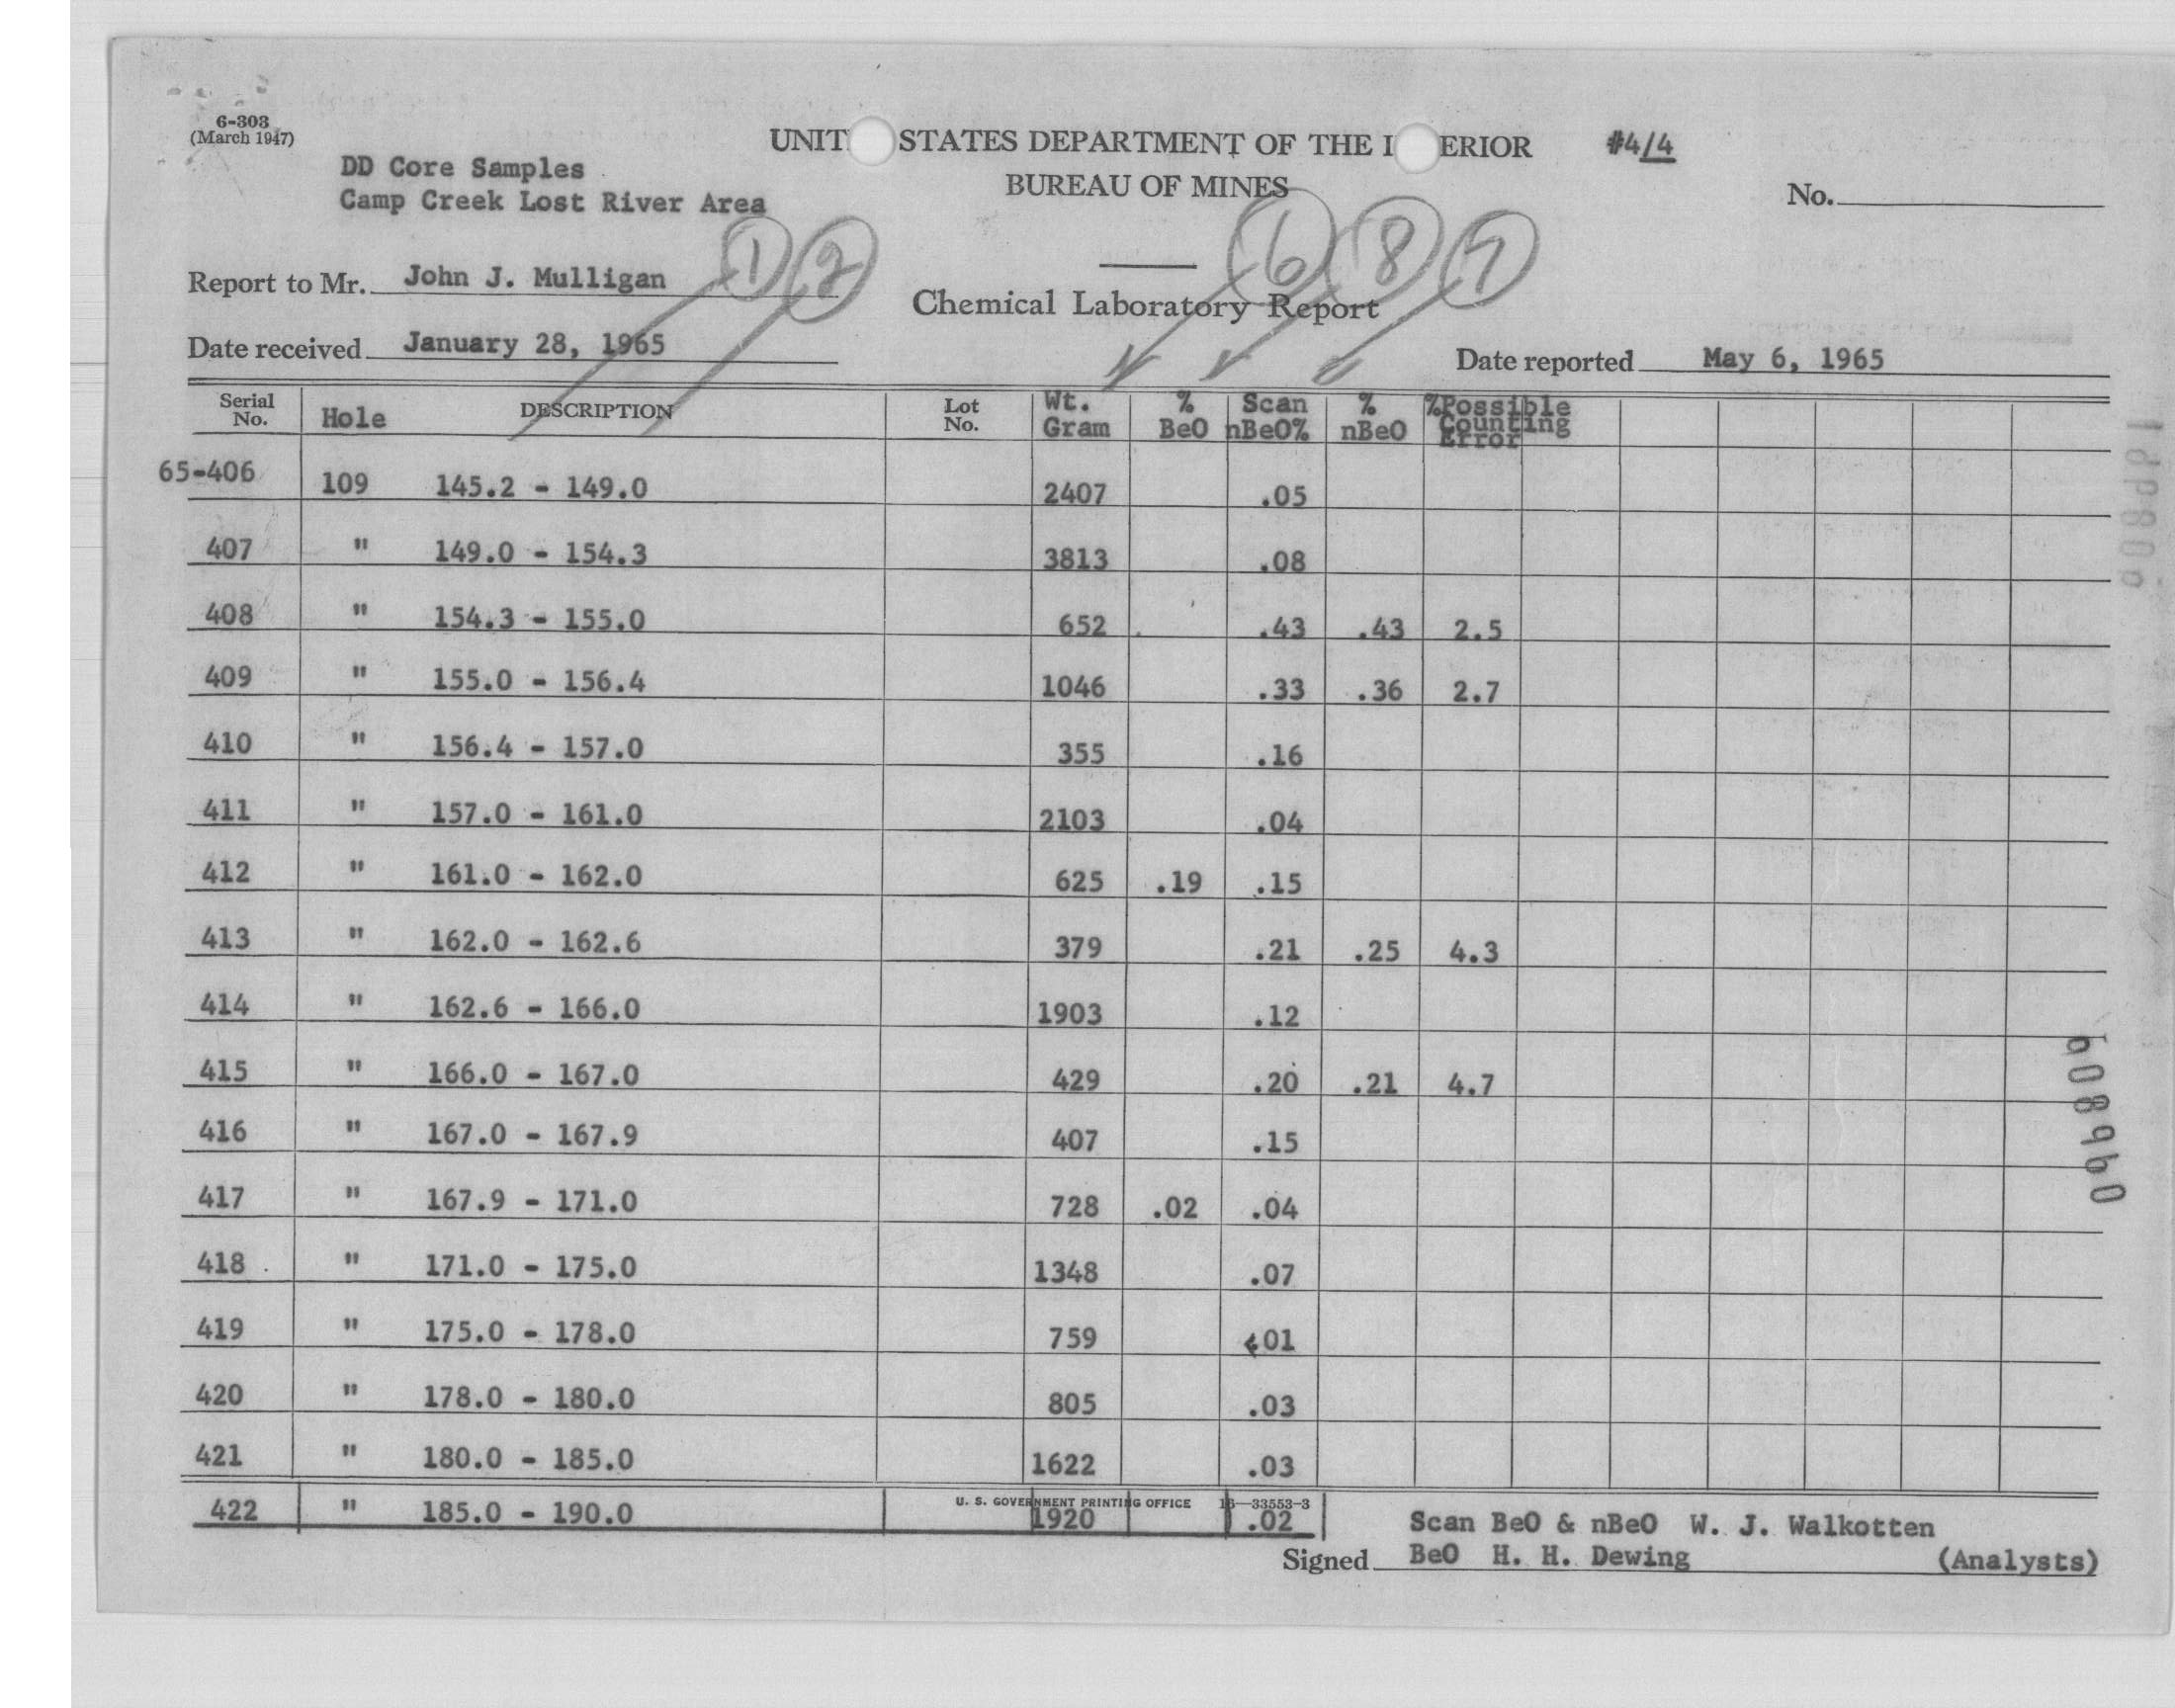 6-303
(March 1947)
DD Core Samples
Camp Creek Lost River Area
UNIT STATES DEPARTMENT OF THE I ERIOR #4/4
BUREAU OF MINES
No.
1 2 6 8 9
Report to Mr. John J. Mulligan
Chemical Laboratory Report
Date received January 28, 1965
Date reported May 6, 1965
Serial No. Hole DESCRIPTION Lot No. Wt. Gram % BeO Scan nBeO% % nBeO %Possible Counting Error
65-406 109 145.2 - 149.0 2407 .05
407 " 149.0 - 154.3 3813 .08
408 " 154.3 - 155.0 652 .43 .43 2.5
409 " 155.0 - 156.4 1046 .33 .36 2.7
410 " 156.4 - 157.0 355 .16
411 " 157.0 - 161.0 2103 .04
412 " 161.0 - 162.0 625 .19 .15
413 " 162.0 - 162.6 379 .21 .25 4.3
414 " 162.6 - 166.0 1903 .12
415 " 166.0 - 167.0 429 .20 .21 4.7
416 " 167.0 - 167.9 407 .15
417 " 167.9 - 171.0 728 .02 .04
418 " 171.0 - 175.0 1348 .07
419 " 175.0 - 178.0 759 <01
420 " 178.0 - 180.0 805 .03
421 " 180.0 - 185.0 1622 .03
U. S. GOVERNMENT PRINTING OFFICE 16—33553-3
422 " 185.0 - 190.0 1920 .02
Scan BeO & nBeO W. J. Walkotten
Signed BeO H. H. Dewing (Analysts)